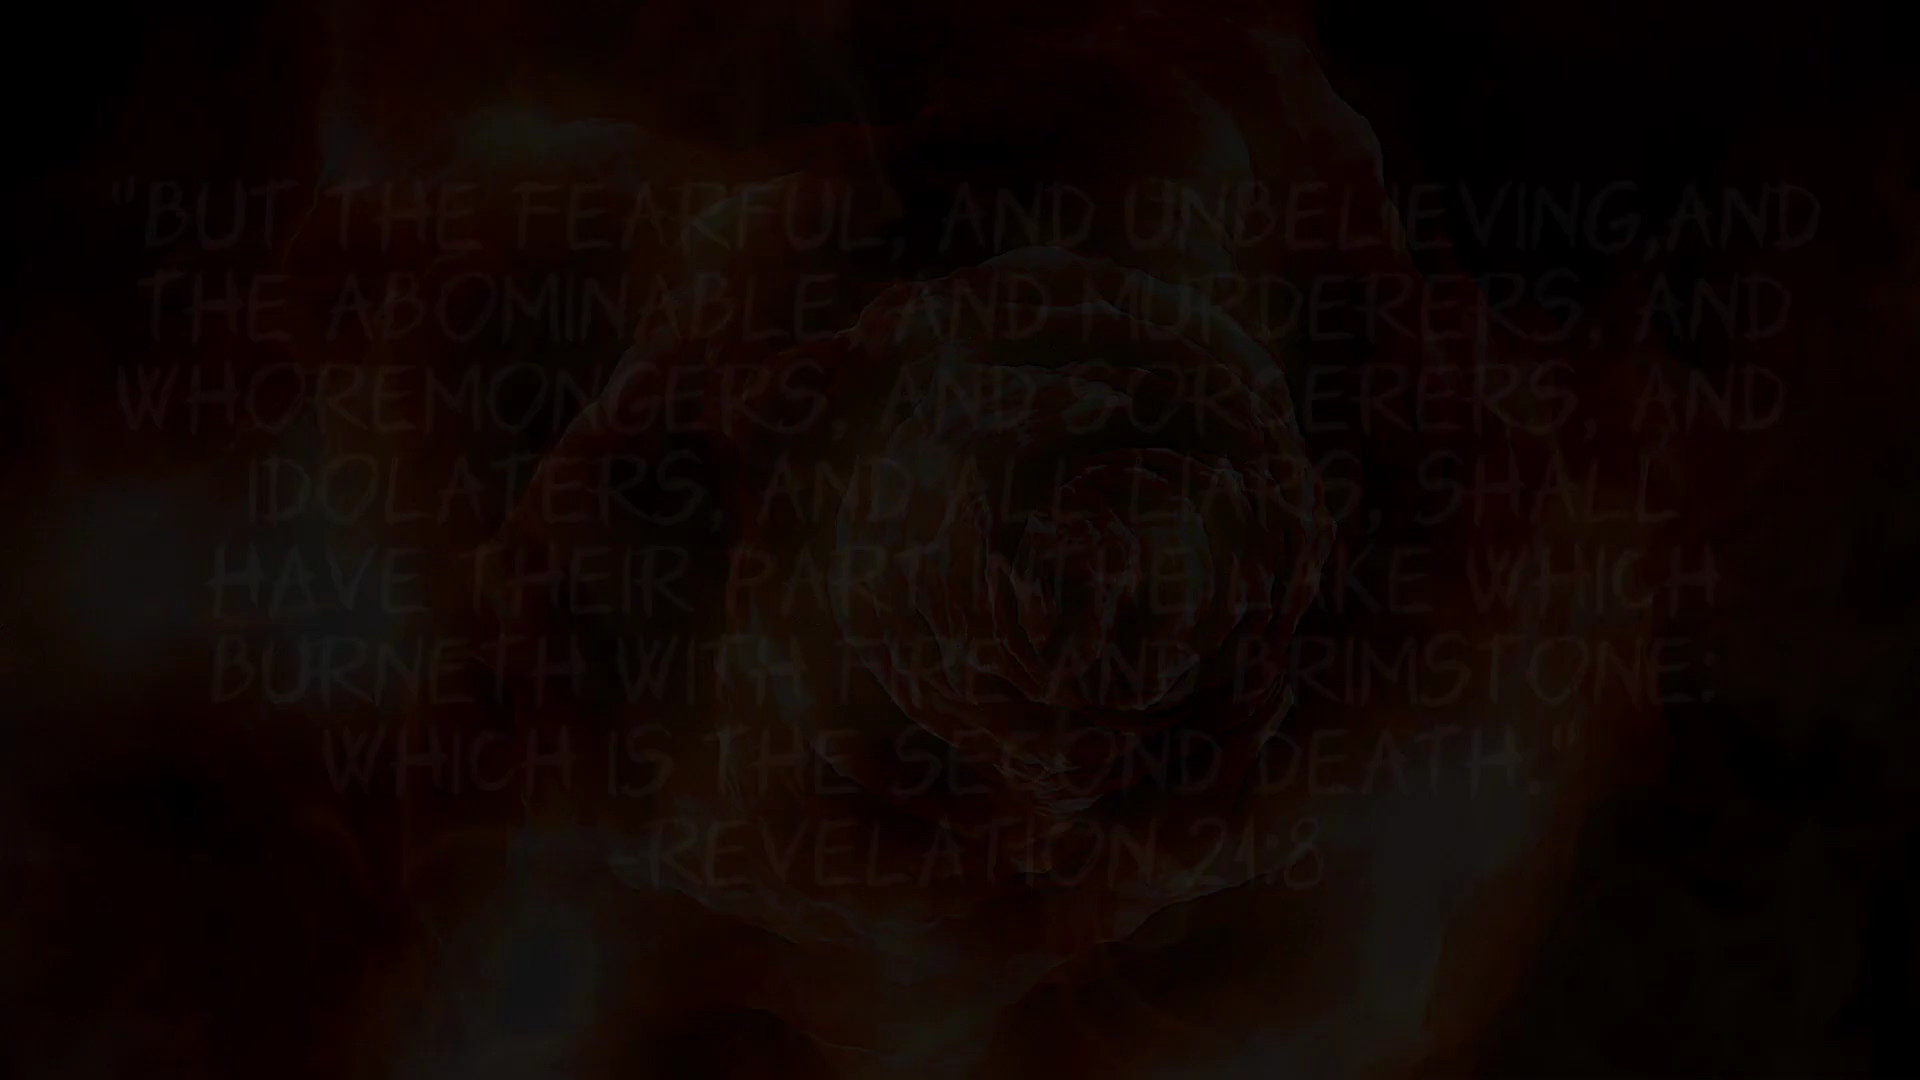 "BUT THE FEARFUL, AND UNBELIEVING,AND
THE ABOMINABLE, AND MURDERERS, AND
WHOREMONGERS, AND SORCERERS, AND
IDOLATERS, AND ALL LIARS, SHALL
HAVE THEIR PART INTHE LAKE WHICH
BURNETH WITH FIRE AND BRIMSTONE:
WHICH IS THE SECOND DEATH."
-REVELATION 21:8